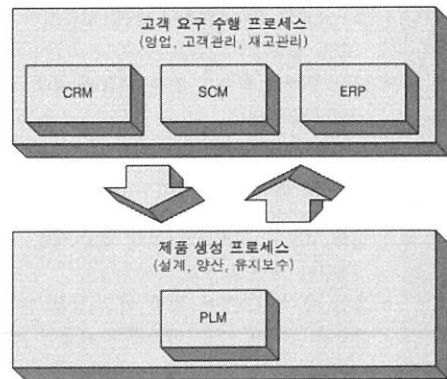 고객 요구 수행 프로세스
(영업, 고객관리, 재고관리)
CRM
SCM
ERP
제품 생성 프로세스
(설계, 양산, 유지보수)
PLM